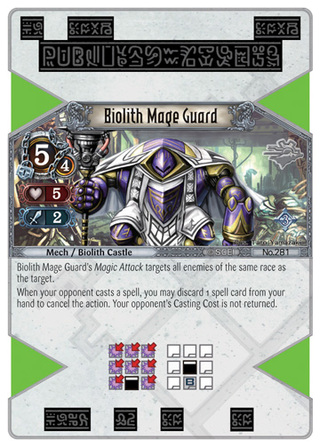 Biolith Mage Guard
5
4
5
2
Mech / Biolith Castle
No.281
Biolith Mage Guard's Magic Attack targets all enemies of the same race as
the target.
When your opponent casts a spell, you may discard 1 spell card from your
hand to cancel the action. Your opponent's Casting Cost is not returned.
B